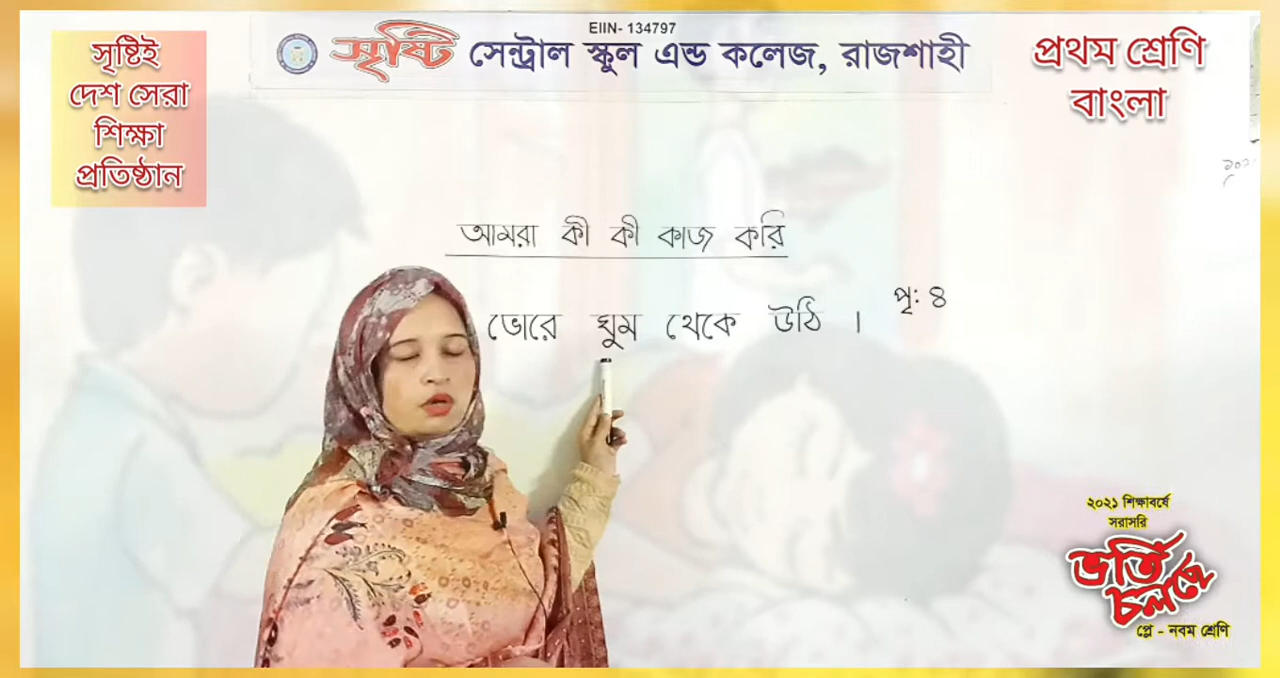 সৃষ্টিই
দেশ সেরা
শিক্ষা
প্রতিষ্ঠান
EIIN- 134797
সৃষ্টি সেন্ট্রাল স্কুল এন্ড কলেজ, রাজশাহী
প্রথম শ্রেণি
বাংলা
আমরা কী কী কাজ করি
ভোরে ঘুম থেকে উঠি ।
পৃঃ ৪
২০২১ শিক্ষাবর্ষে
সরাসরি
ভর্তি
চলছে
প্লে - নবম শ্রেণি